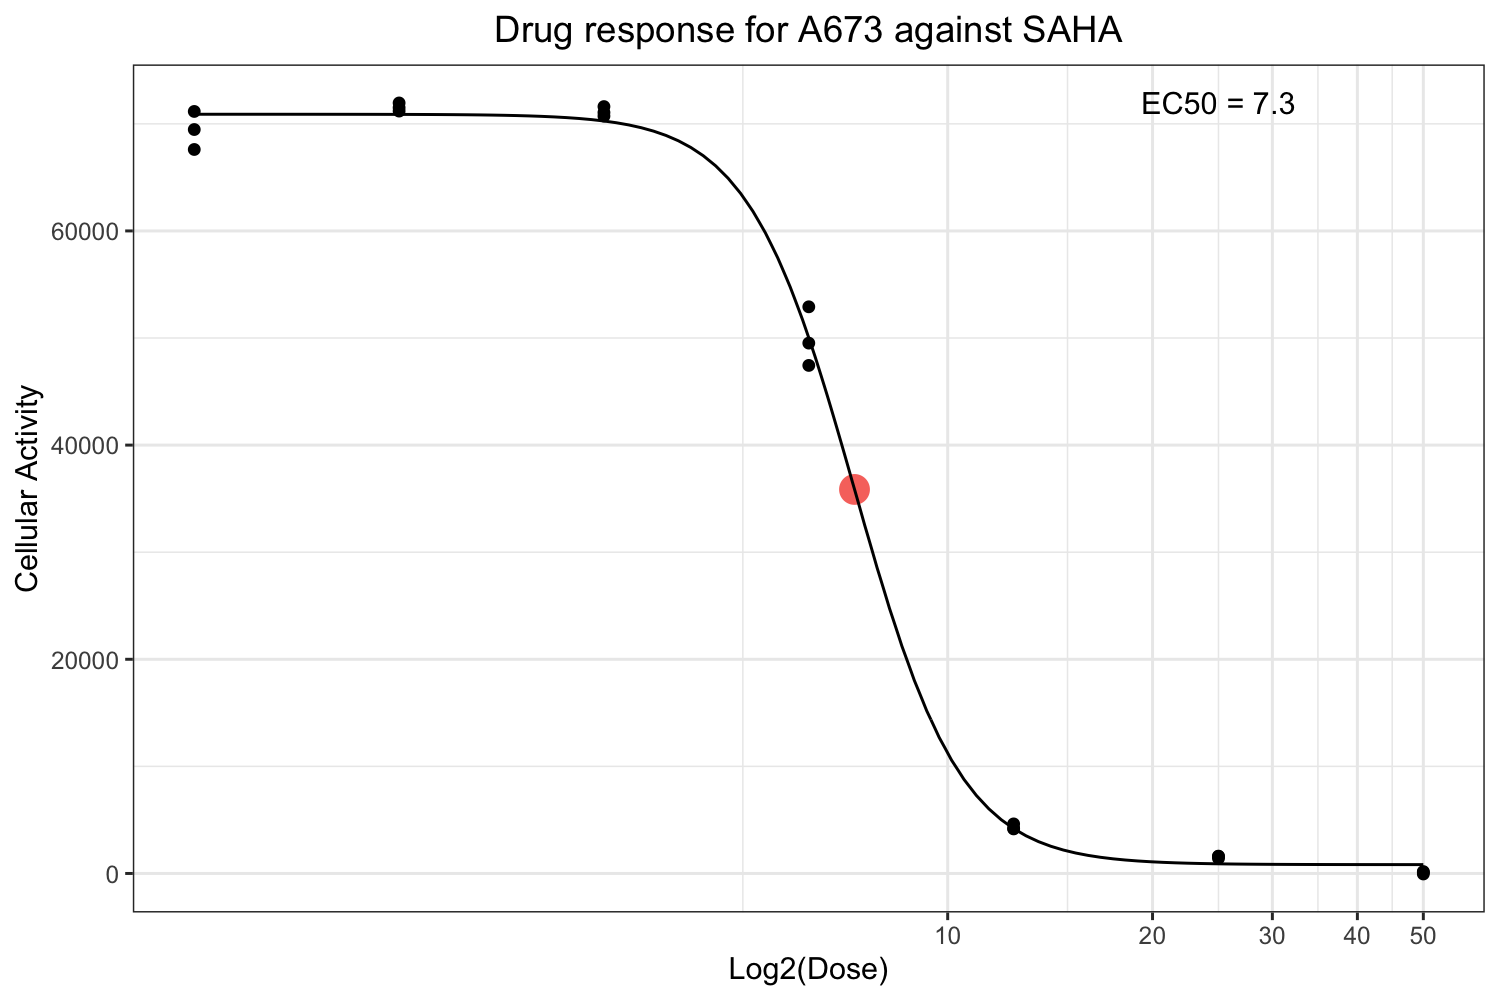 Drug response for A673 against SAHA
EC50 = 7.3
Cellular Activity
60000
40000
20000
0
10 20 30 40 50
Log2(Dose)